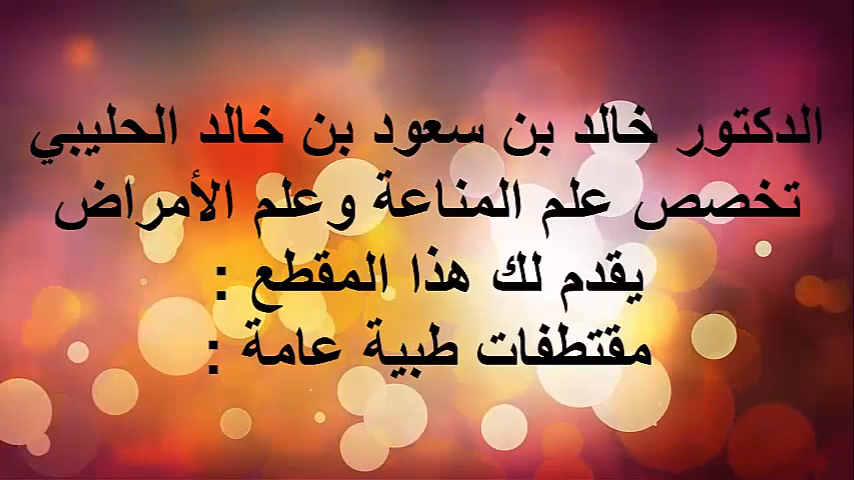 الدكتور خالد بن سعود بن خالد الحليبي
تخصص علم المناعة وعلم الأمراض
يقدم لك هذا المقطع :
مقتطفات طبية عامة :